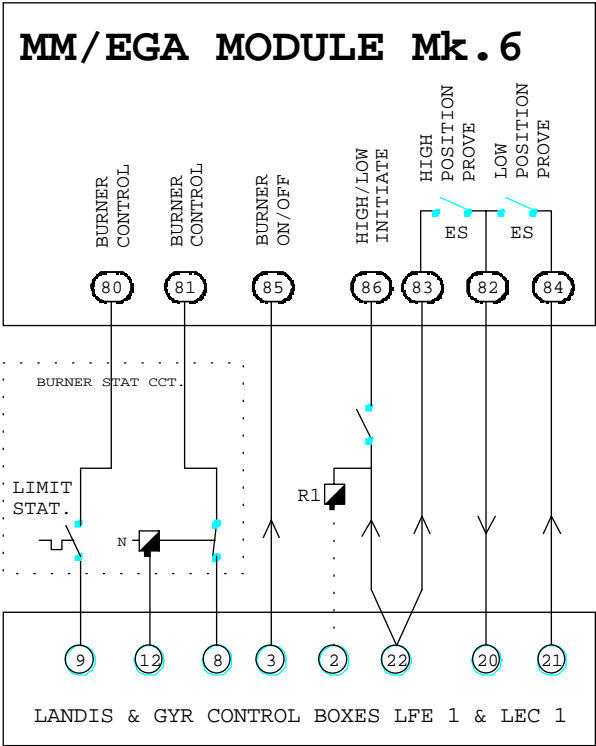 MM/EGA MODULE Mk.6
BURNER
CONTROL
BURNER
CONTROL
BURNER
ON/OFF
HIGH/LOW
INITIATE
HIGH
POSITION
PROVE
LOW
POSITION
PROVE
ES
ES
80
81
85
86
83
82
84
BURNER STAT CCT.
LIMIT
STAT.
N
R1
9
12
8
3
2
22
20
21
LANDIS & GYR CONTROL BOXES LFE 1 & LEC 1